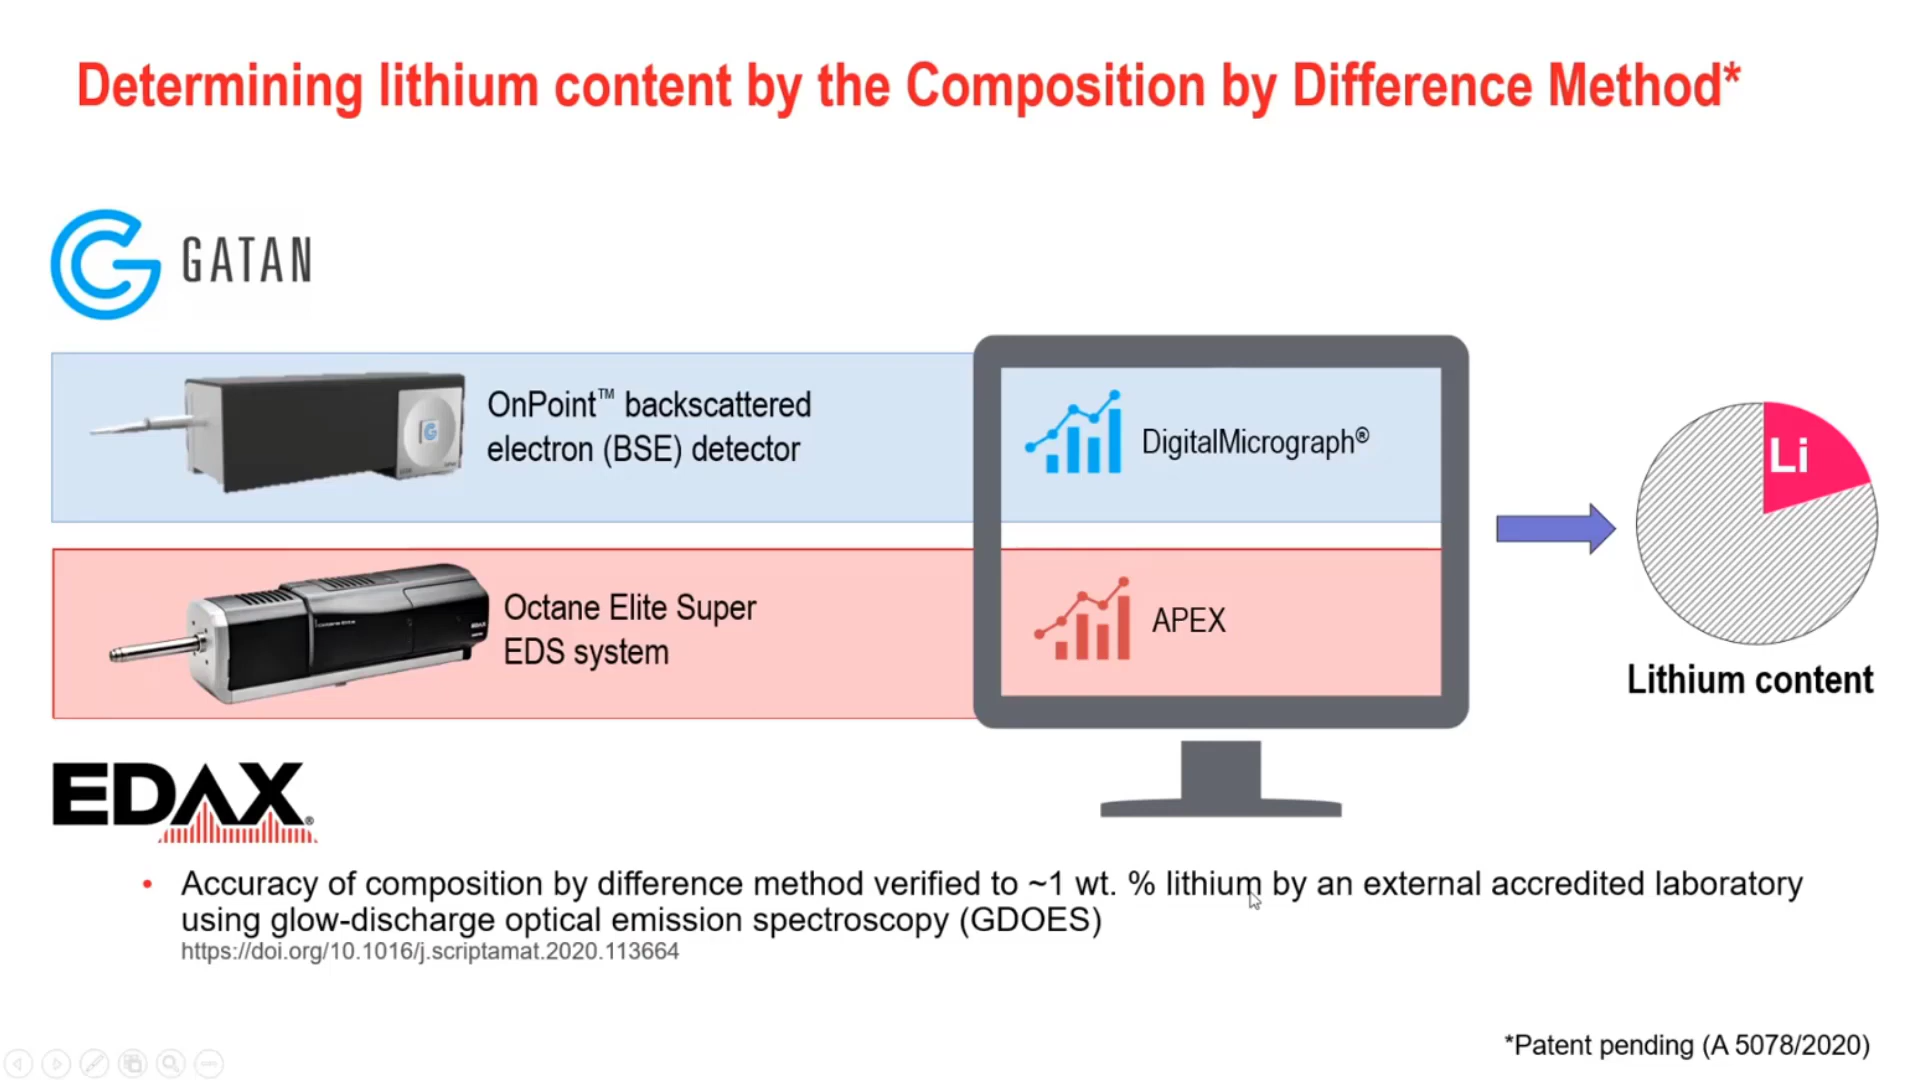 Determining lithium content by the Composition by Difference Method*
GATAN
OnPoint™ backscattered
electron (BSE) detector
DigitalMicrograph®
Li
Octane Elite Super
EDS system
APEX
Lithium content
EDAX®
• Accuracy of composition by difference method verified to ~1 wt. % lithium by an external accredited laboratory
using glow-discharge optical emission spectroscopy (GDOES)
https://doi.org/10.1016/j.scriptamat.2020.113664
*Patent pending (A 5078/2020)